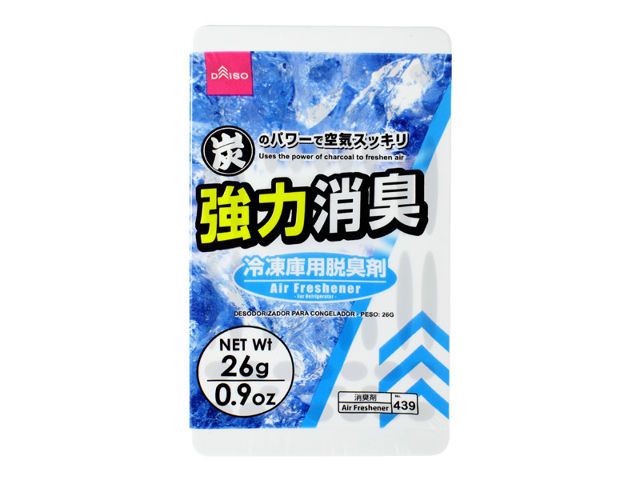 DAISO
炭のパワーで空気スッキリ
Uses the power of charcoal to freshen air
強力消臭
冷凍庫用脱臭剤
Air Freshener
- For Refrigerator -
DESODORIZADOR PARA CONGELADOR - PESO: 26G
NET Wt
26g
0.9oz
消臭剤
Air Freshener
No.
439